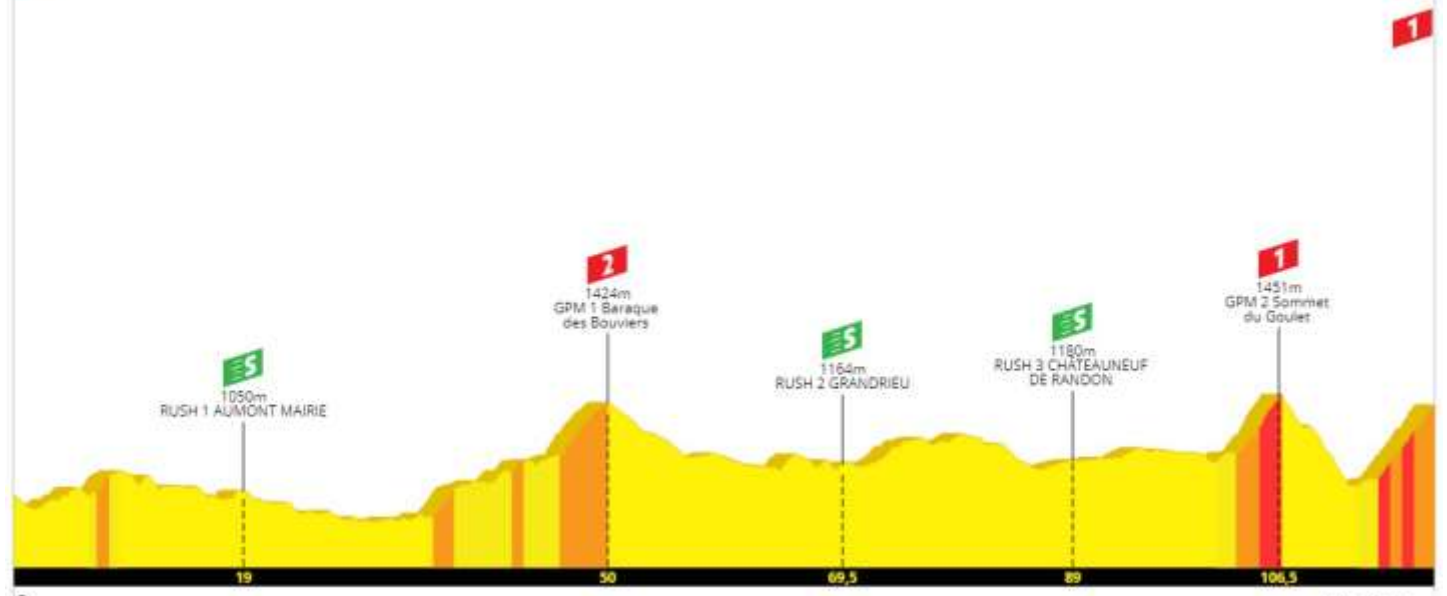 1
2
1424m
GPM 1 Baraque
des Bouviers
1
1451m
GPM 2 Sommet
du Goulet
S
1050m
RUSH 1 AUMONT MAIRIE
S
1164m
RUSH 2 GRANDRIEU
S
1180m
RUSH 3 CHATEAUNEUF
DE RANDON
19
50
69,5
89
106,5